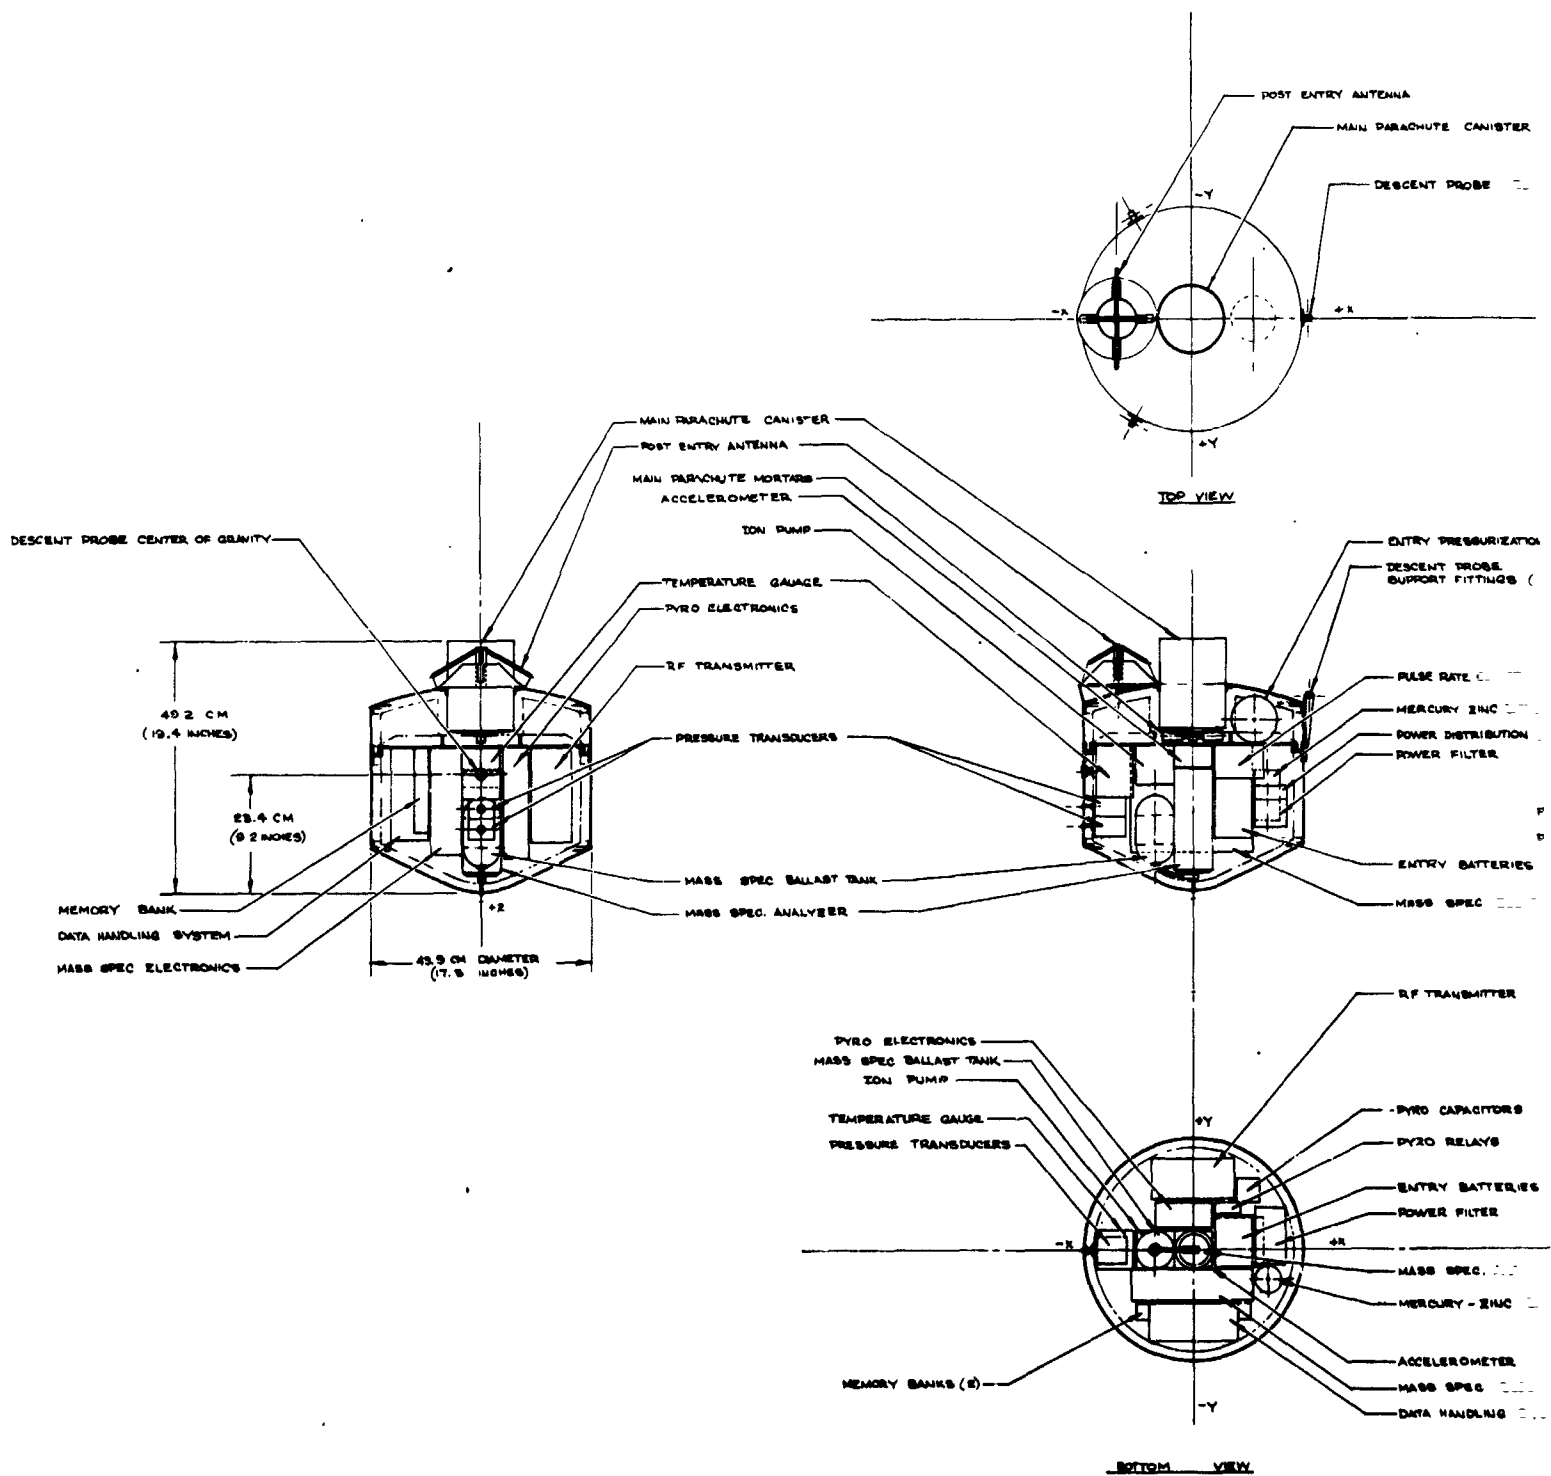 POST ENTRY ANTENNA
MAIN PARACHUTE CANISTER
DESCENT PROBE
-Y
-X
+X
+Y
TOP VIEW
MAIN PARACHUTE CANISTER
POST ENTRY ANTENNA
MAIN PARACHUTE MORTARS
ACCELEROMETER
ION PUMP
DESCENT PROBE CENTER OF GRAVITY
TEMPERATURE GAUAGE
PYRO ELECTRONICS
RF TRANSMITTER
PRESSURE TRANSDUCERS
49.2 CM
(19.4 INCHES)
23.4 CM
(9.2 INCHES)
MASS SPEC BALLAST TANK
MASS SPEC. ANALYZER
+Z
MEMORY BANK
DATA HANDLING SYSTEM
MASS SPEC ELECTRONICS
43.9 CM DIAMETER
(17.3 INCHES)
ENTRY PRESSURIZATIO
DESCENT PROBE
SUPPORT FITTINGS (
PULSE RATE
MERCURY ZINC
POWER DISTRIBUTION
POWER FILTER
ENTRY BATTERIES
MASS SPEC
RF TRANSMITTER
PYRO ELECTRONICS
MASS SPEC BALLAST TANK
ION PUMP
TEMPERATURE GAUGE
PRESSURE TRANSDUCERS
+Y
PYRO CAPACITORS
PYRO RELAYS
ENTRY BATTERIES
POWER FILTER
-X
+X
MASS SPEC.
MERCURY-ZINC
ACCELEROMETER
MASS SPEC
DATA HANDLING
MEMORY BANKS (2)
-Y
BOTTOM VIEW